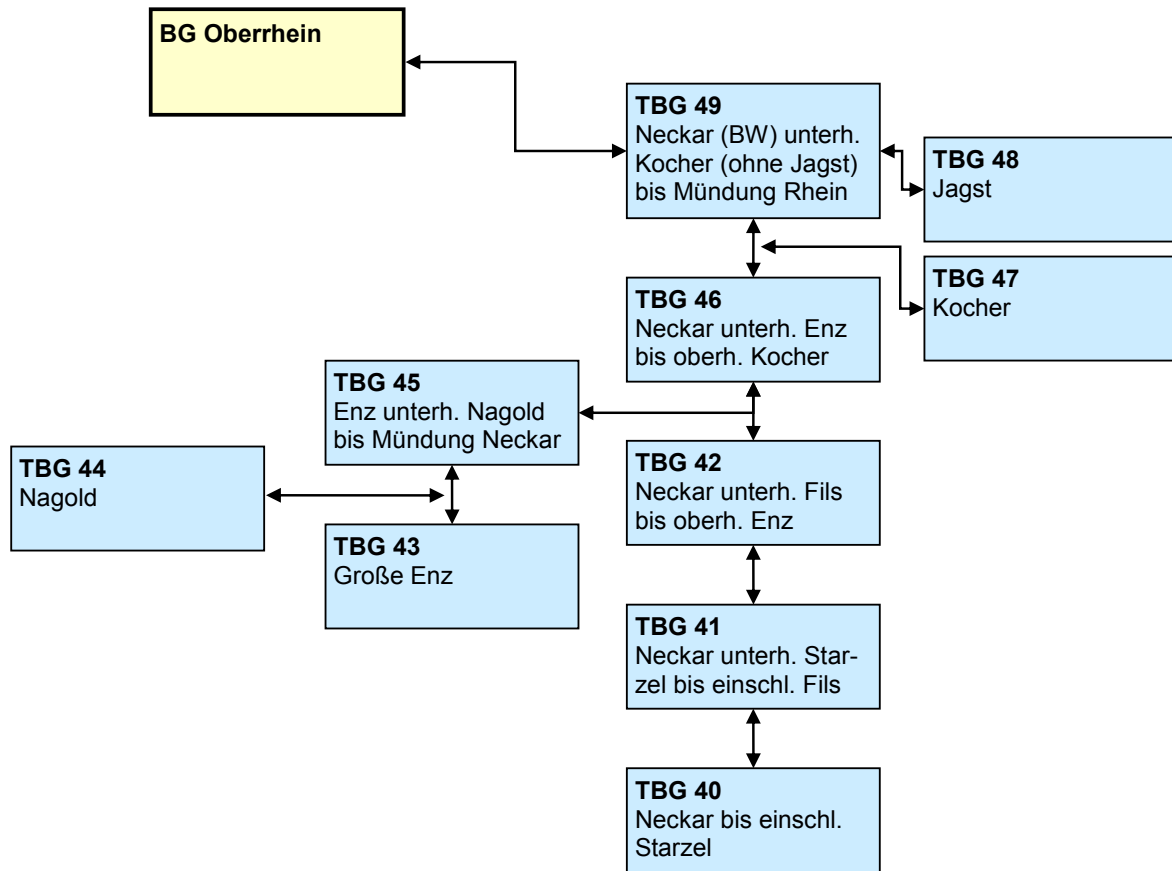 BG Oberrhein
TBG 49
Neckar (BW) unterh.
Kocher (ohne Jagst)
bis Mündung Rhein
TBG 48
Jagst
TBG 47
Kocher
TBG 46
Neckar unterh. Enz
bis oberh. Kocher
TBG 45
Enz unterh. Nagold
bis Mündung Neckar
TBG 44
Nagold
TBG 42
Neckar unterh. Fils
bis oberh. Enz
TBG 43
Große Enz
TBG 41
Neckar unterh. Star-
zel bis einschl. Fils
TBG 40
Neckar bis einschl.
Starzel